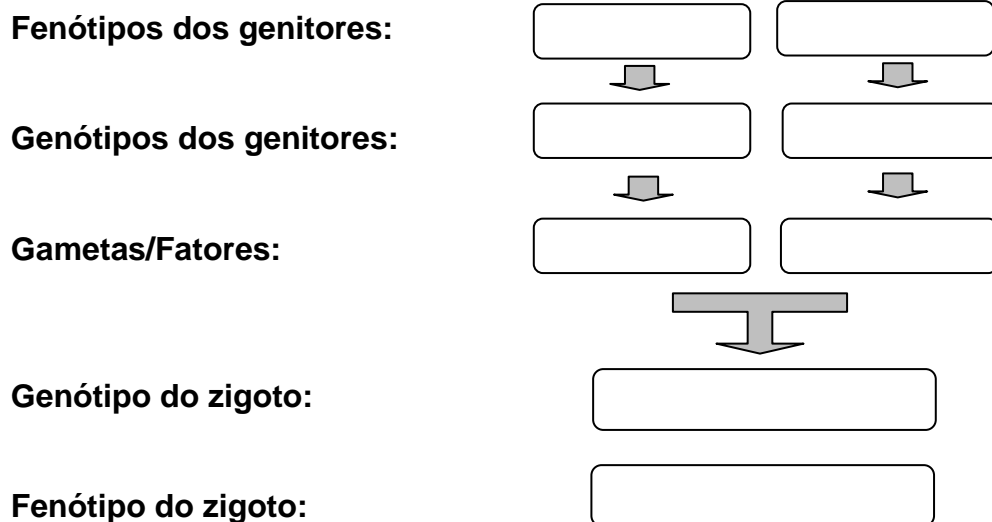 Fenótipos dos genitores:
Genótipos dos genitores:
Gametas/Fatores:
Genótipo do zigoto:
Fenótipo do zigoto: